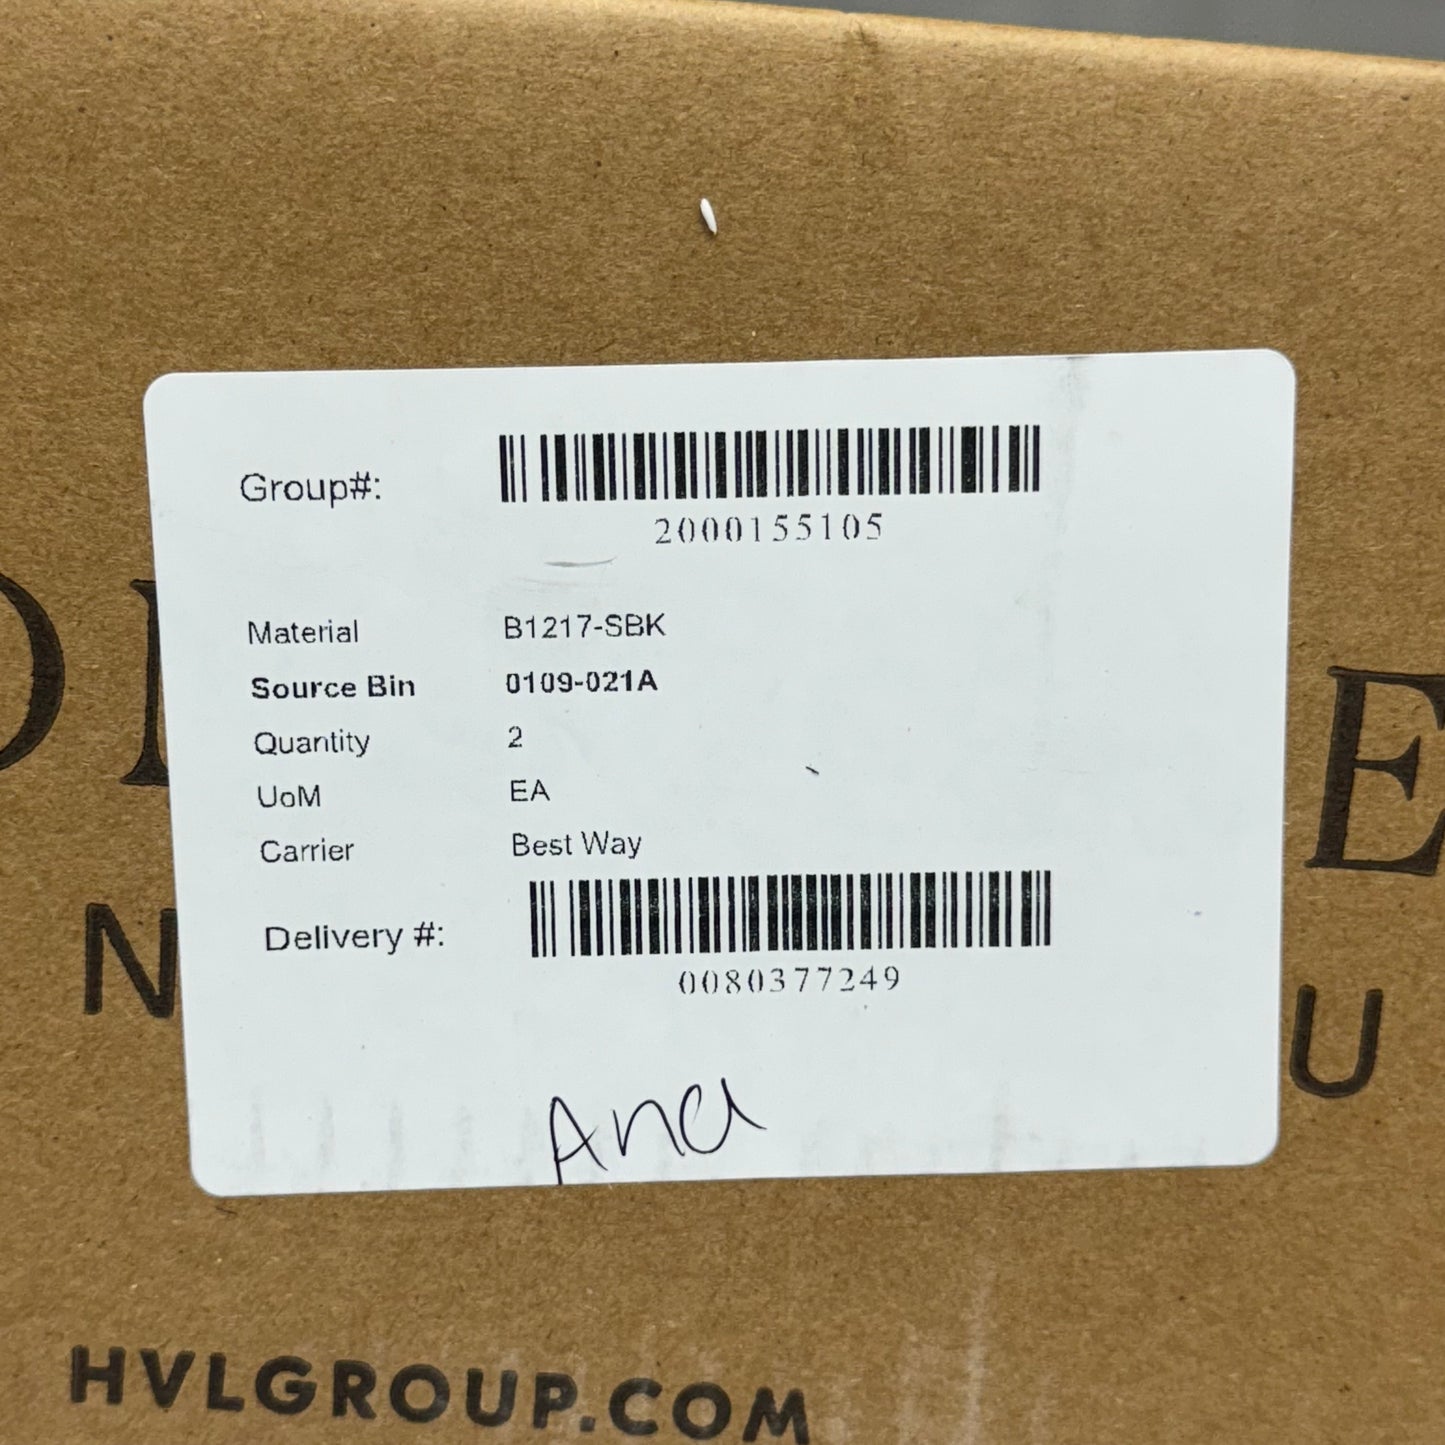 Group#:
2000155105
Material B1217-SBK
Source Bin 0109-021A
Quantity 2
UoM EA
Carrier Best Way
Delivery #:
0080377249
Ana
HVLGROUP.COM